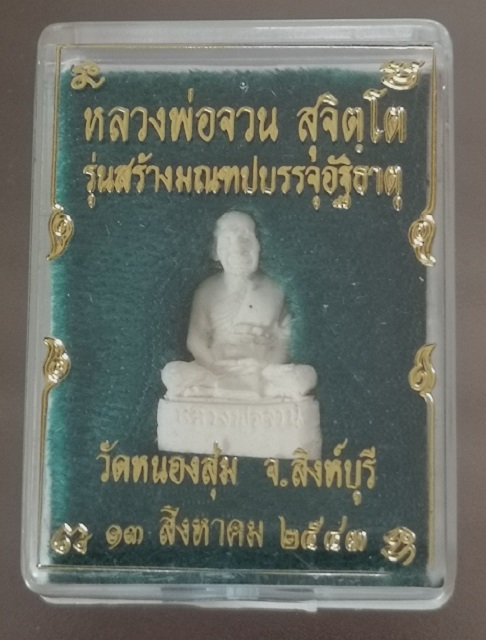 หลวงพ่อจวน สุจิตฺโต
รุ่นสร้างมณฑปบรรจุอัฐิธาตุ
หลวงพ่อจวน
วัดหนองสุ่ม จ.สิงห์บุรี
๑๓ สิงหาคม ๒๕๔๓